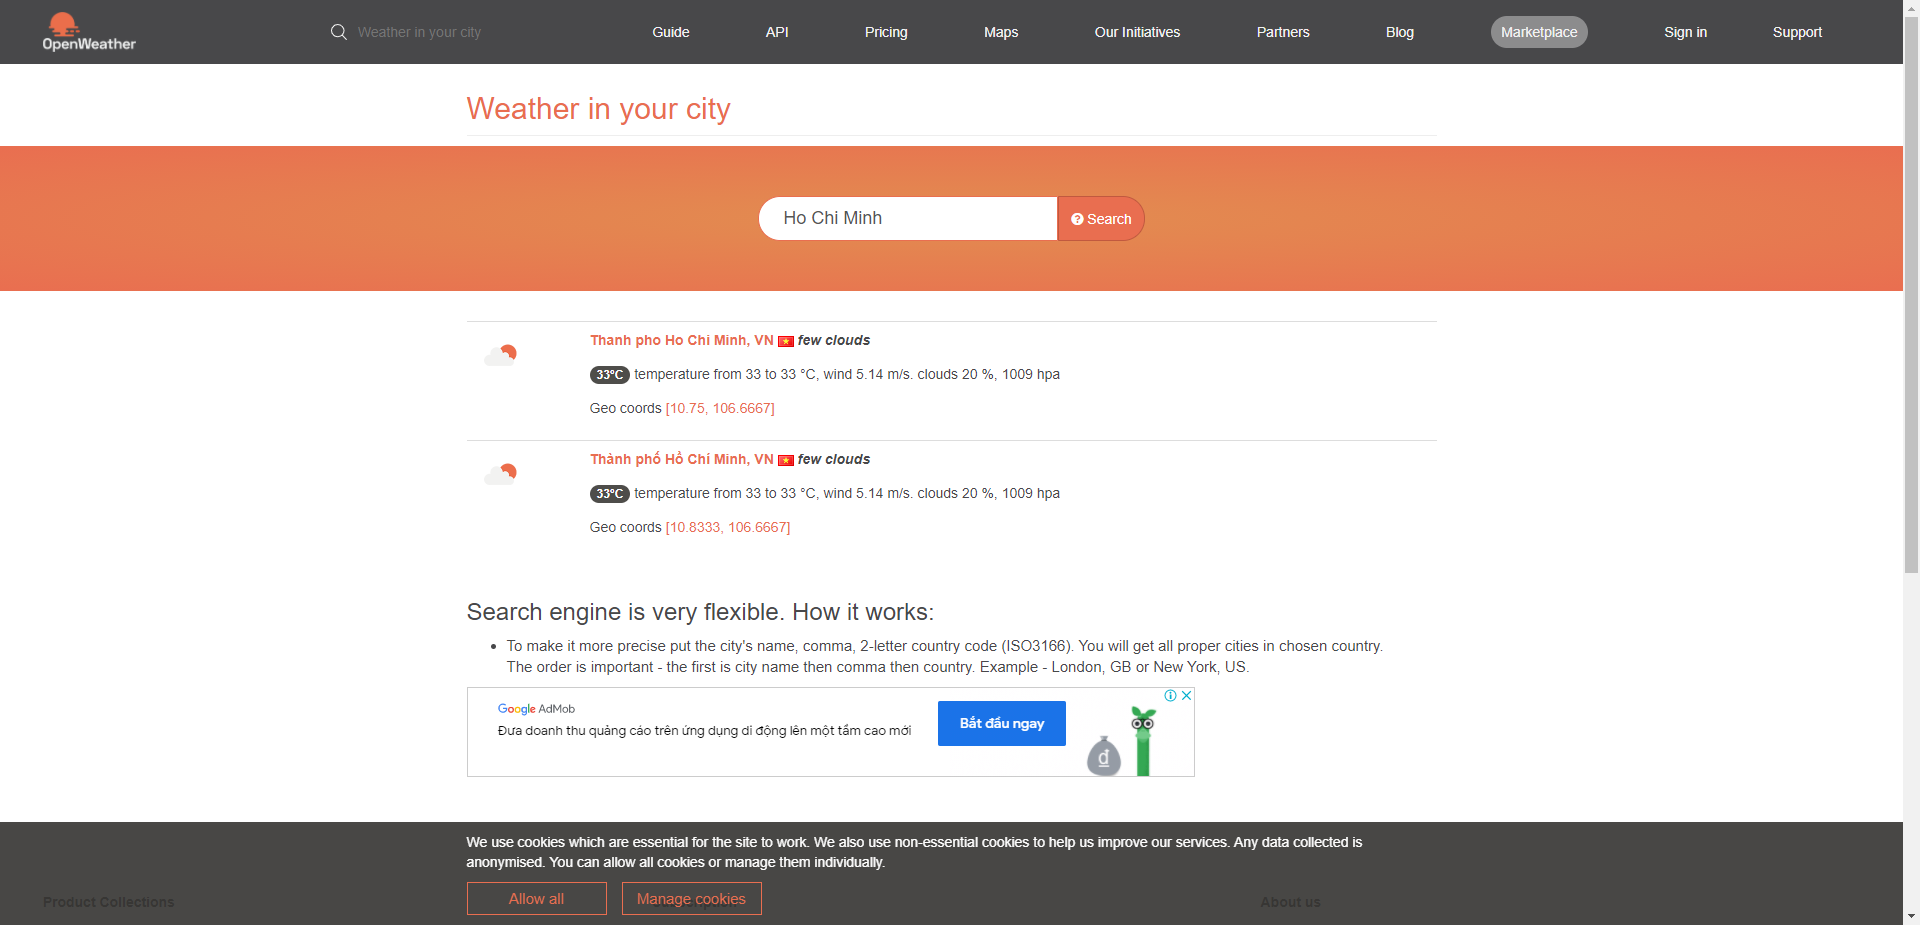 OpenWeather
Weather in your city
Guide
API
Pricing
Maps
Our Initiatives
Partners
Blog
Marketplace
Sign in
Support
Weather in your city
Ho Chi Minh
Search
Thanh pho Ho Chi Minh, VN few clouds
33°C temperature from 33 to 33 °C, wind 5.14 m/s. clouds 20 %, 1009 hpa
Geo coords [10.75, 106.6667]
Thành phố Hồ Chí Minh, VN few clouds
33°C temperature from 33 to 33 °C, wind 5.14 m/s. clouds 20 %, 1009 hpa
Geo coords [10.8333, 106.6667]
Search engine is very flexible. How it works:
To make it more precise put the city's name, comma, 2-letter country code (ISO3166). You will get all proper cities in chosen country.
The order is important - the first is city name then comma then country. Example - London, GB or New York, US.
Google AdMob
Đưa doanh thu quảng cáo trên ứng dụng di động lên một tầm cao mới
Bắt đầu ngay
đ
We use cookies which are essential for the site to work. We also use non-essential cookies to help us improve our services. Any data collected is
anonymised. You can allow all cookies or manage them individually.
Allow all
Manage cookies
Product Collections
About us